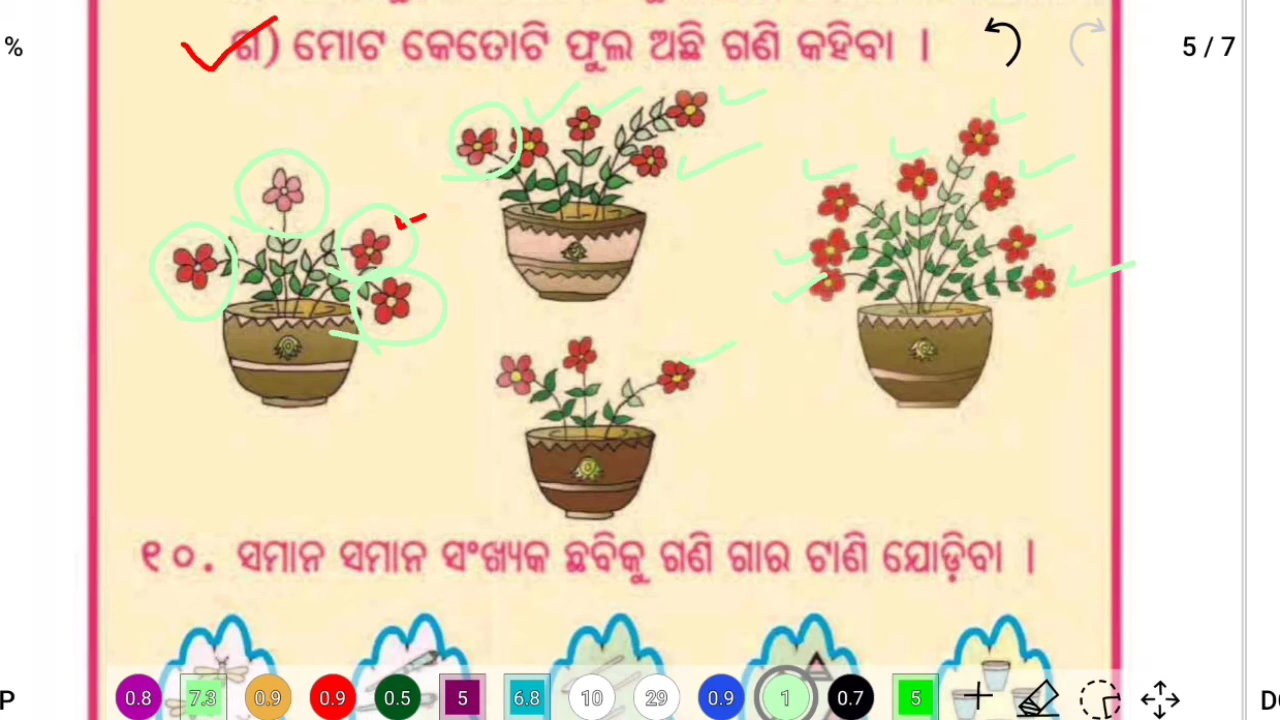 %
ଗ) ମୋଟ କେତୋଟି ଫୁଲ ଅଛି ଗଣି କହିବା ।
5 / 7
୧୦. ସମାନ ସମାନ ସଂଖ୍ୟକ ଛବିକୁ ଗଣି ଗାର ଟାଣି ଯୋଡ଼ିବା ।
P 0.8 7.3 0.9 0.9 0.5 5 6.8 10 29 0.9 1 0.7 5